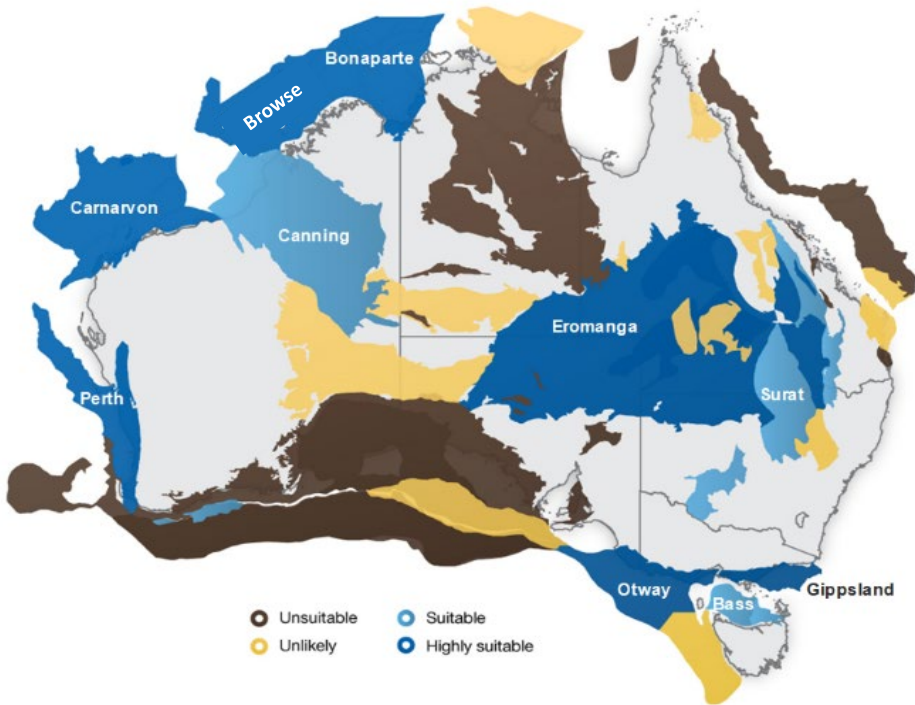 Bonaparte
Browse
Carnarvon
Canning
Eromanga
Perth
Surat
Otway
Bass
Gippsland
Unsuitable
Suitable
Unlikely
Highly suitable